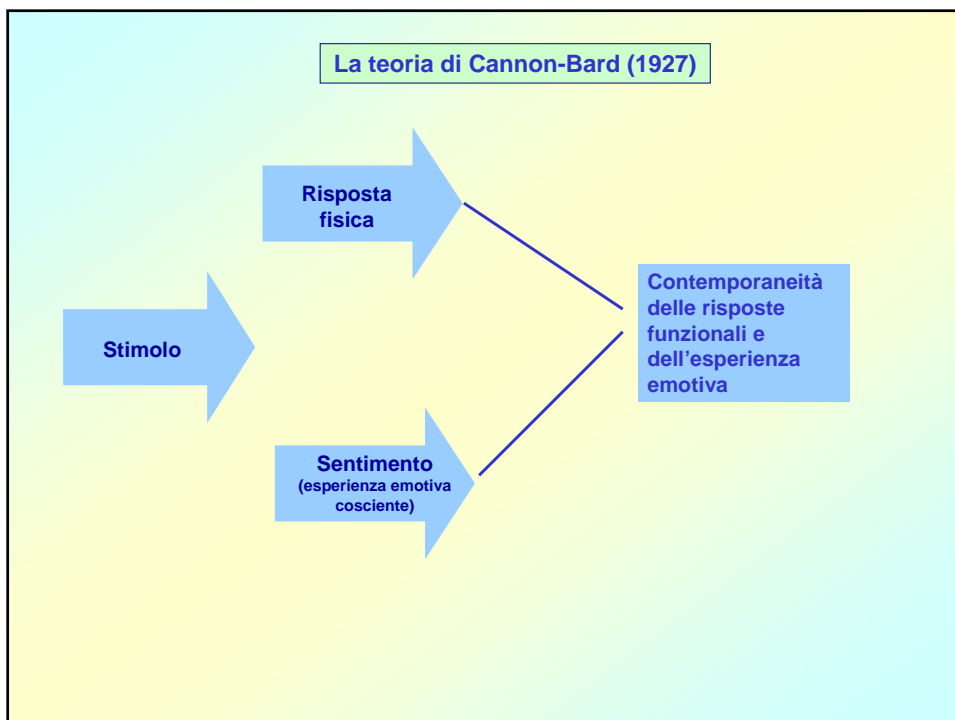 La teoria di Cannon-Bard (1927)
Risposta
fisica
Stimolo
Sentimento
(esperienza emotiva
cosciente)
Contemporaneità
delle risposte
funzionali e
dell’esperienza
emotiva